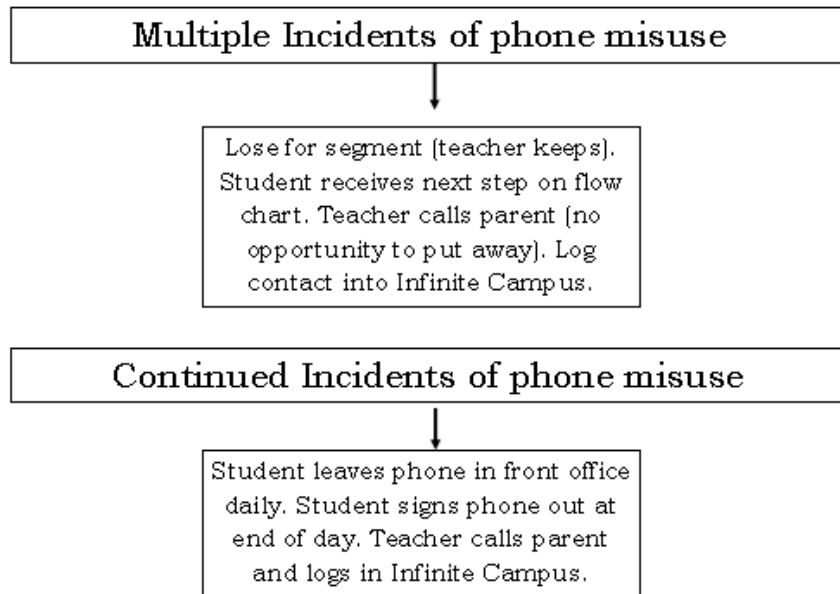 Multiple Incidents of phone misuse
Lose for segment (teacher keeps).
Student receives next step on flow
chart. Teacher calls parent (no
opportunity to put away). Log
contact into Infinite Campus.
Continued Incidents of phone misuse
Student leaves phone in front office
daily. Student signs phone out at
end of day. Teacher calls parent
and logs in Infinite Campus.